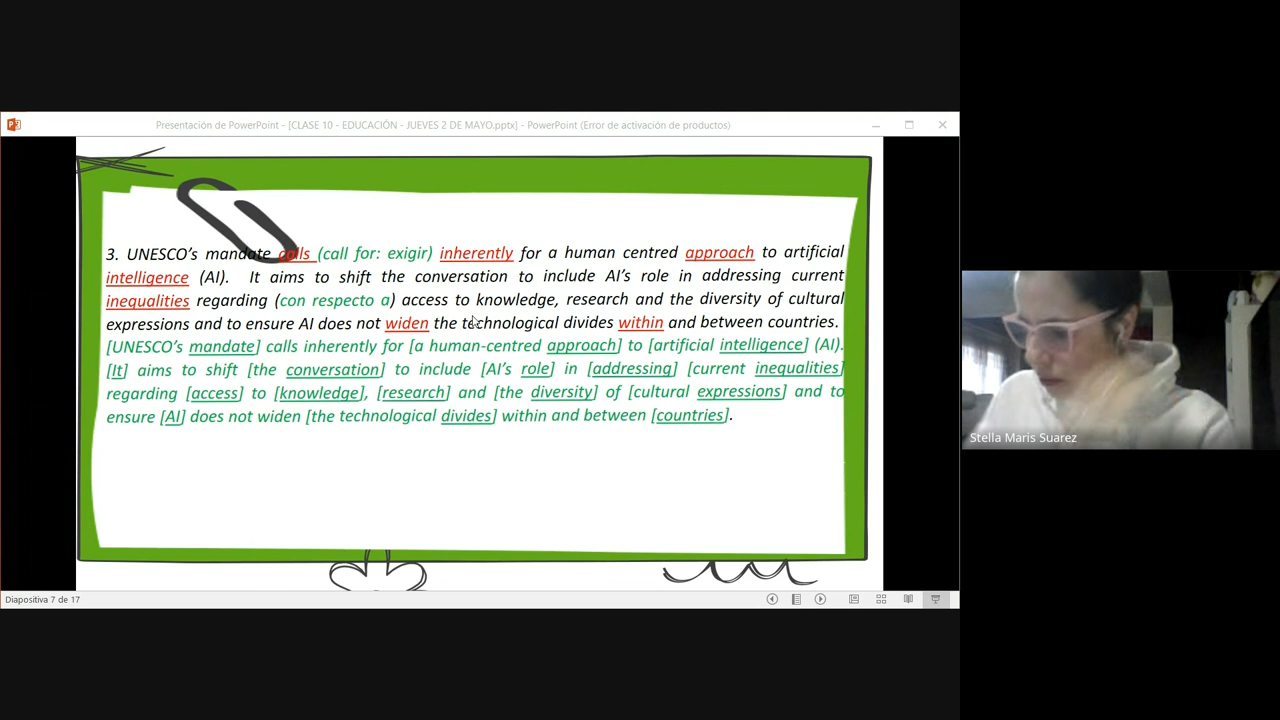 Presentación de PowerPoint - [CLASE 10 - EDUCACIÓN - JUEVES 2 DE MAYO.pptx] - PowerPoint (Error de activación de productos)
3. UNESCO's mandate calls (call for: exigir) inherently for a human centred approach to artificial
intelligence (AI). It aims to shift the conversation to include AI's role in addressing current
inequalities regarding (con respecto a) access to knowledge, research and the diversity of cultural
expressions and to ensure AI does not widen the technological divides within and between countries.
[UNESCO's mandate] calls inherently for [a human-centred approach] to [artificial intelligence] (AI).
[It] aims to shift [the conversation] to include [AI's role] in [addressing] [current inequalities]
regarding [access] to [knowledge], [research] and [the diversity] of [cultural expressions] and to
ensure [AI] does not widen [the technological divides] within and between [countries].
Stella Maris Suarez
Diapositiva 7 de 17